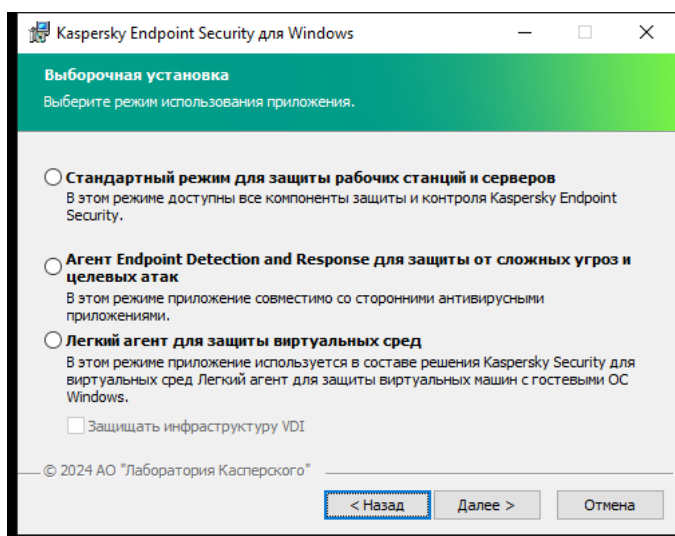 Kaspersky Endpoint Security для Windows
Выборочная установка
Выберите режим использования приложения.
Стандартный режим для защиты рабочих станций и серверов
В этом режиме доступны все компоненты защиты и контроля Kaspersky Endpoint
Security.
Агент Endpoint Detection and Response для защиты от сложных угроз и
целевых атак
В этом режиме приложение совместимо со сторонними антивирусными
приложениями.
Легкий агент для защиты виртуальных сред
В этом режиме приложение используется в составе решения Kaspersky Security для
виртуальных сред Легкий агент для защиты виртуальных машин с гостевыми ОС
Windows.
Защищать инфраструктуру VDI
© 2024 АО "Лаборатория Касперского"
< Назад Далее > Отмена